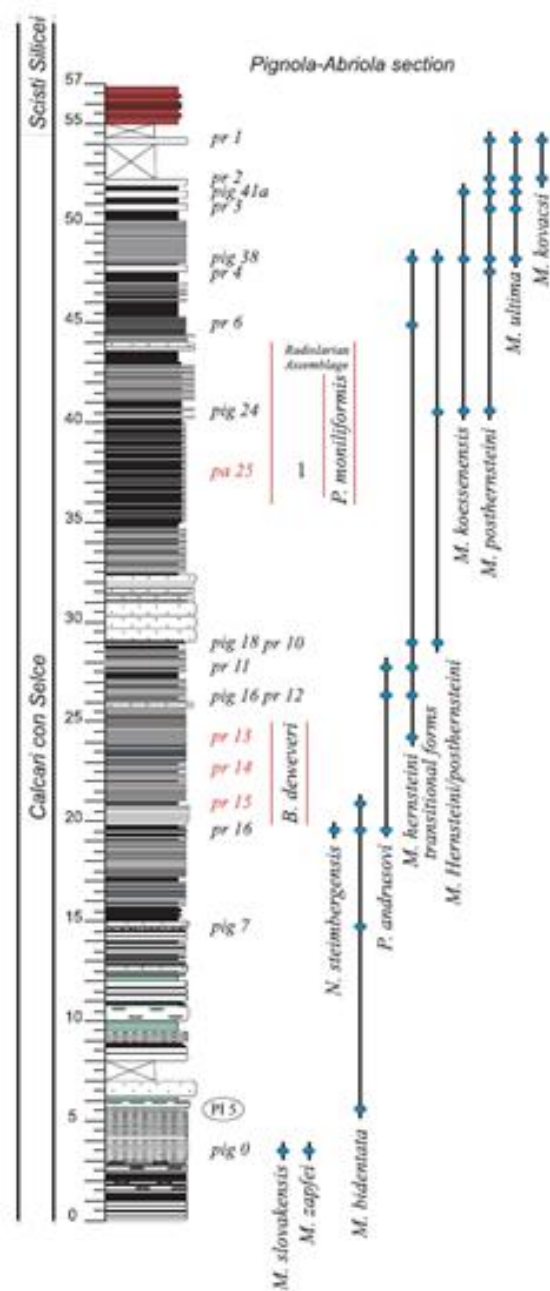 Pignola-Abriola section
Scisti Silicei
Calcari con Selce
57
55
50
45
40
35
30
25
20
15
10
5
0
pr 1
pr 2
pig 41a
pr 3
pig 38
pr 4
pr 6
pig 24
pa 25
pig 18 pr 10
pr 11
pig 16 pr 12
pr 13
pr 14
pr 15
pr 16
pig 7
PI 5
pig 0
Radiolarian
Assemblage
1
P. moniliformis
B. deweveri
M. slovakensis
M. zapfei
N. steimbergensis
M. bidentata
P. andrusovi
M. hernsteini
transitional forms
M. Hernsteini/posthernsteini
M. koessenensis
M. posthernsteini
M. ultima
M. kovacsi